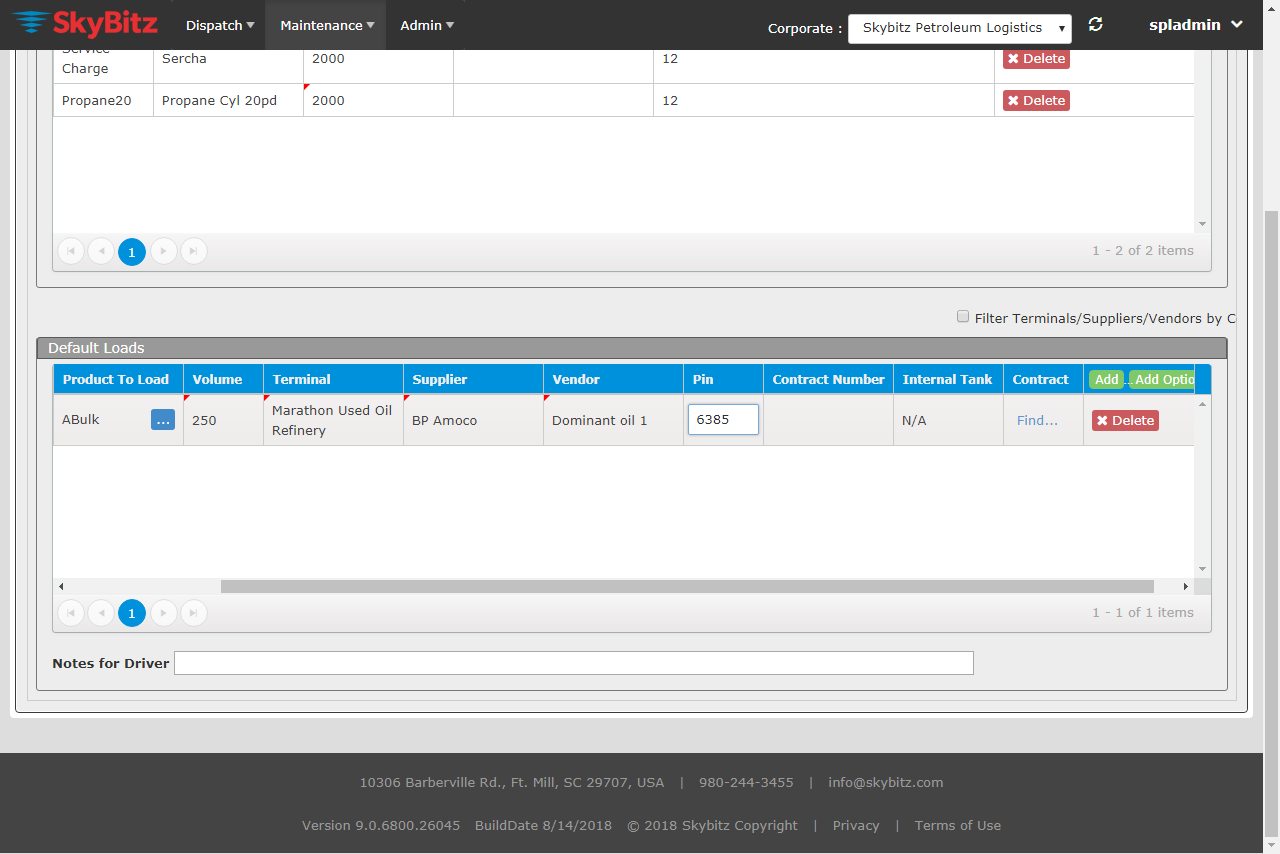 SkyBitz
Dispatch
Maintenance
Admin
Corporate :
Skybitz Petroleum Logistics
spladmin
Service
Charge
Sercha
2000
12
Delete
Propane20
Propane Cyl 20pd
2000
12
Delete
1
1 - 2 of 2 items
Filter Terminals/Suppliers/Vendors by C
Default Loads
Product To Load
Volume
Terminal
Supplier
Vendor
Pin
Contract Number
Internal Tank
Contract
Add
...
Add Optio
ABulk
...
250
Marathon Used Oil
Refinery
BP Amoco
Dominant oil 1
6385
N/A
Find...
Delete
1
1 - 1 of 1 items
Notes for Driver
10306 Barberville Rd., Ft. Mill, SC 29707, USA | 980-244-3455 | info@skybitz.com
Version 9.0.6800.26045 BuildDate 8/14/2018 © 2018 Skybitz Copyright | Privacy | Terms of Use